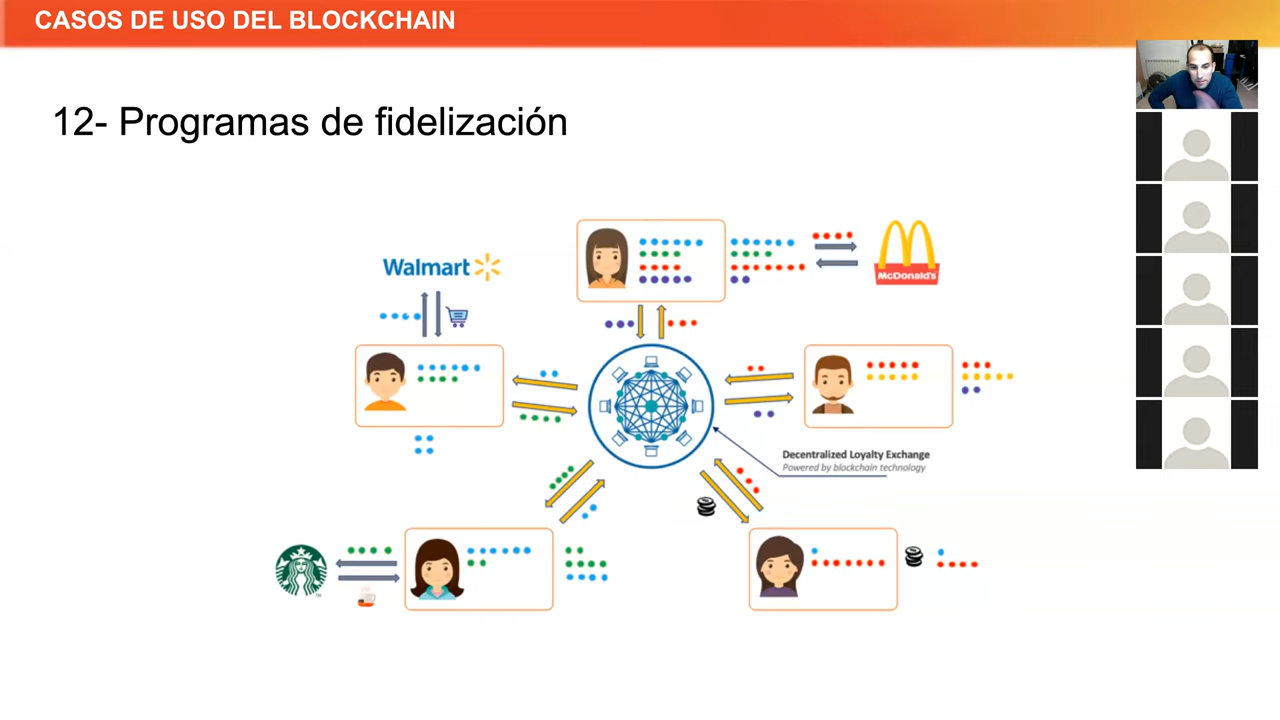 CASOS DE USO DEL BLOCKCHAIN
12- Programas de fidelización
Walmart
McDonald's
Decentralized Loyalty Exchange
Powered by blockchain technology